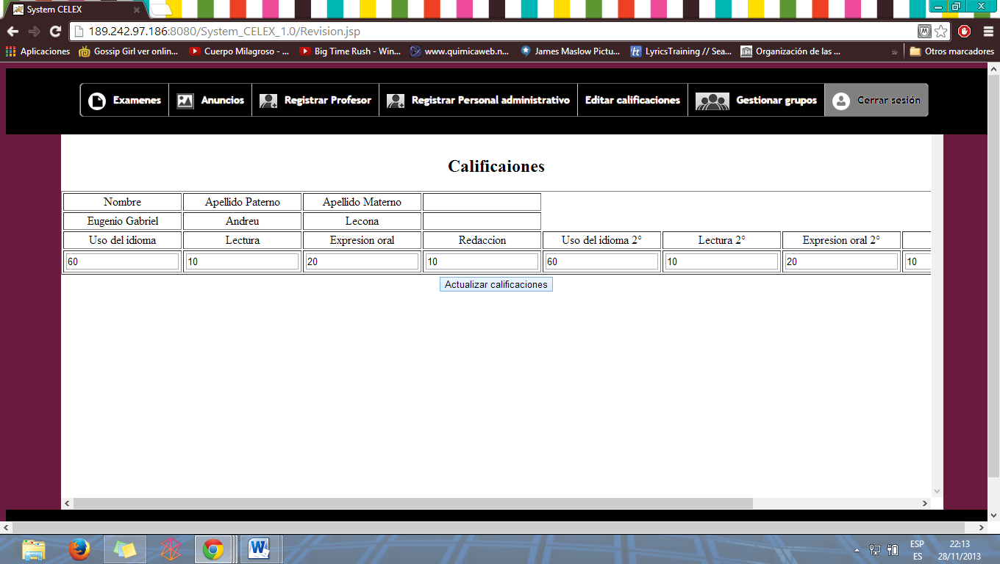 System CELEX
189.242.97.186:8080/System_CELEX_1.0/Revision.jsp
Aplicaciones Gossip Girl ver onlin... Cuerpo Milagroso - ... Big Time Rush - Win... www.quimicaweb.n... James Maslow Pictu... LyricsTraining // Sea... Organización de las ... » Otros marcadores
Examenes Anuncios Registrar Profesor Registrar Personal administrativo Editar calificaciones Gestionar grupos Cerrar sesión
Calificaiones
Nombre Apellido Paterno Apellido Materno
Eugenio Gabriel Andreu Lecona
Uso del idioma Lectura Expresion oral Redaccion Uso del idioma 2° Lectura 2° Expresion oral 2°
60 10 20 10 60 10 20 10
Actualizar calificaciones
ESP 22:13
ES 28/11/2013